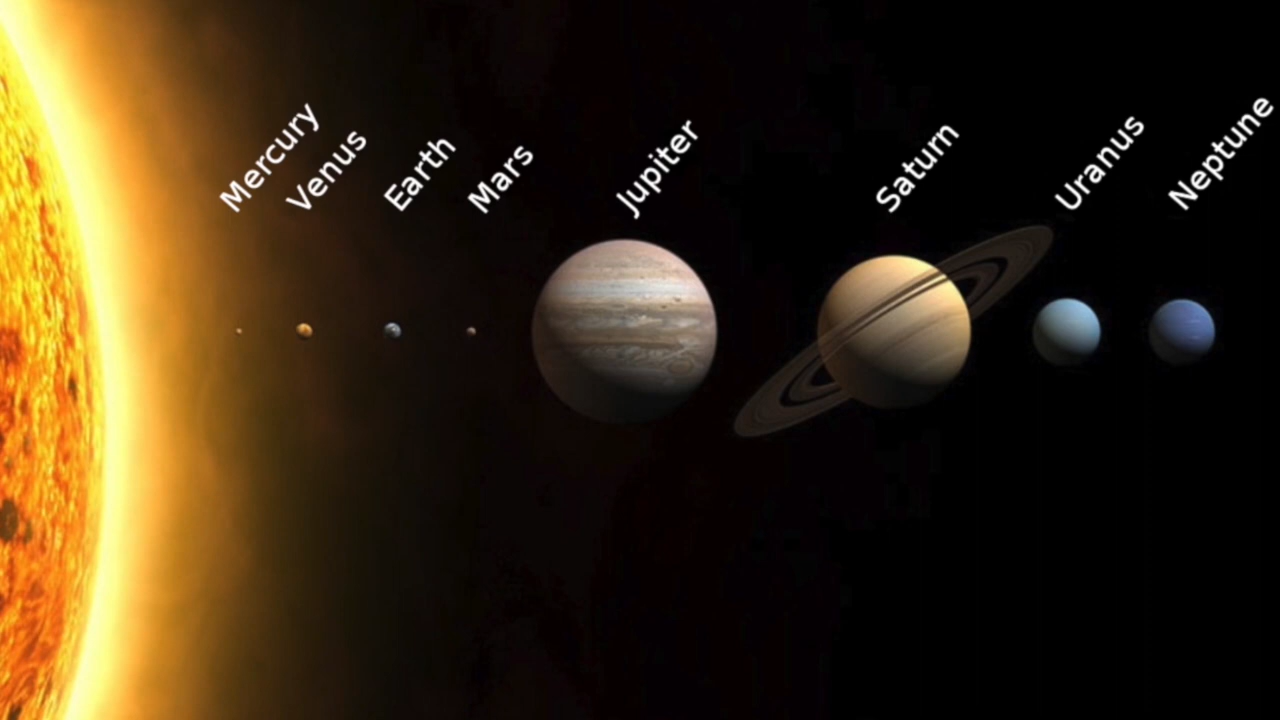 Mercury
Venus
Earth
Mars
Jupiter
Saturn
Uranus
Neptune